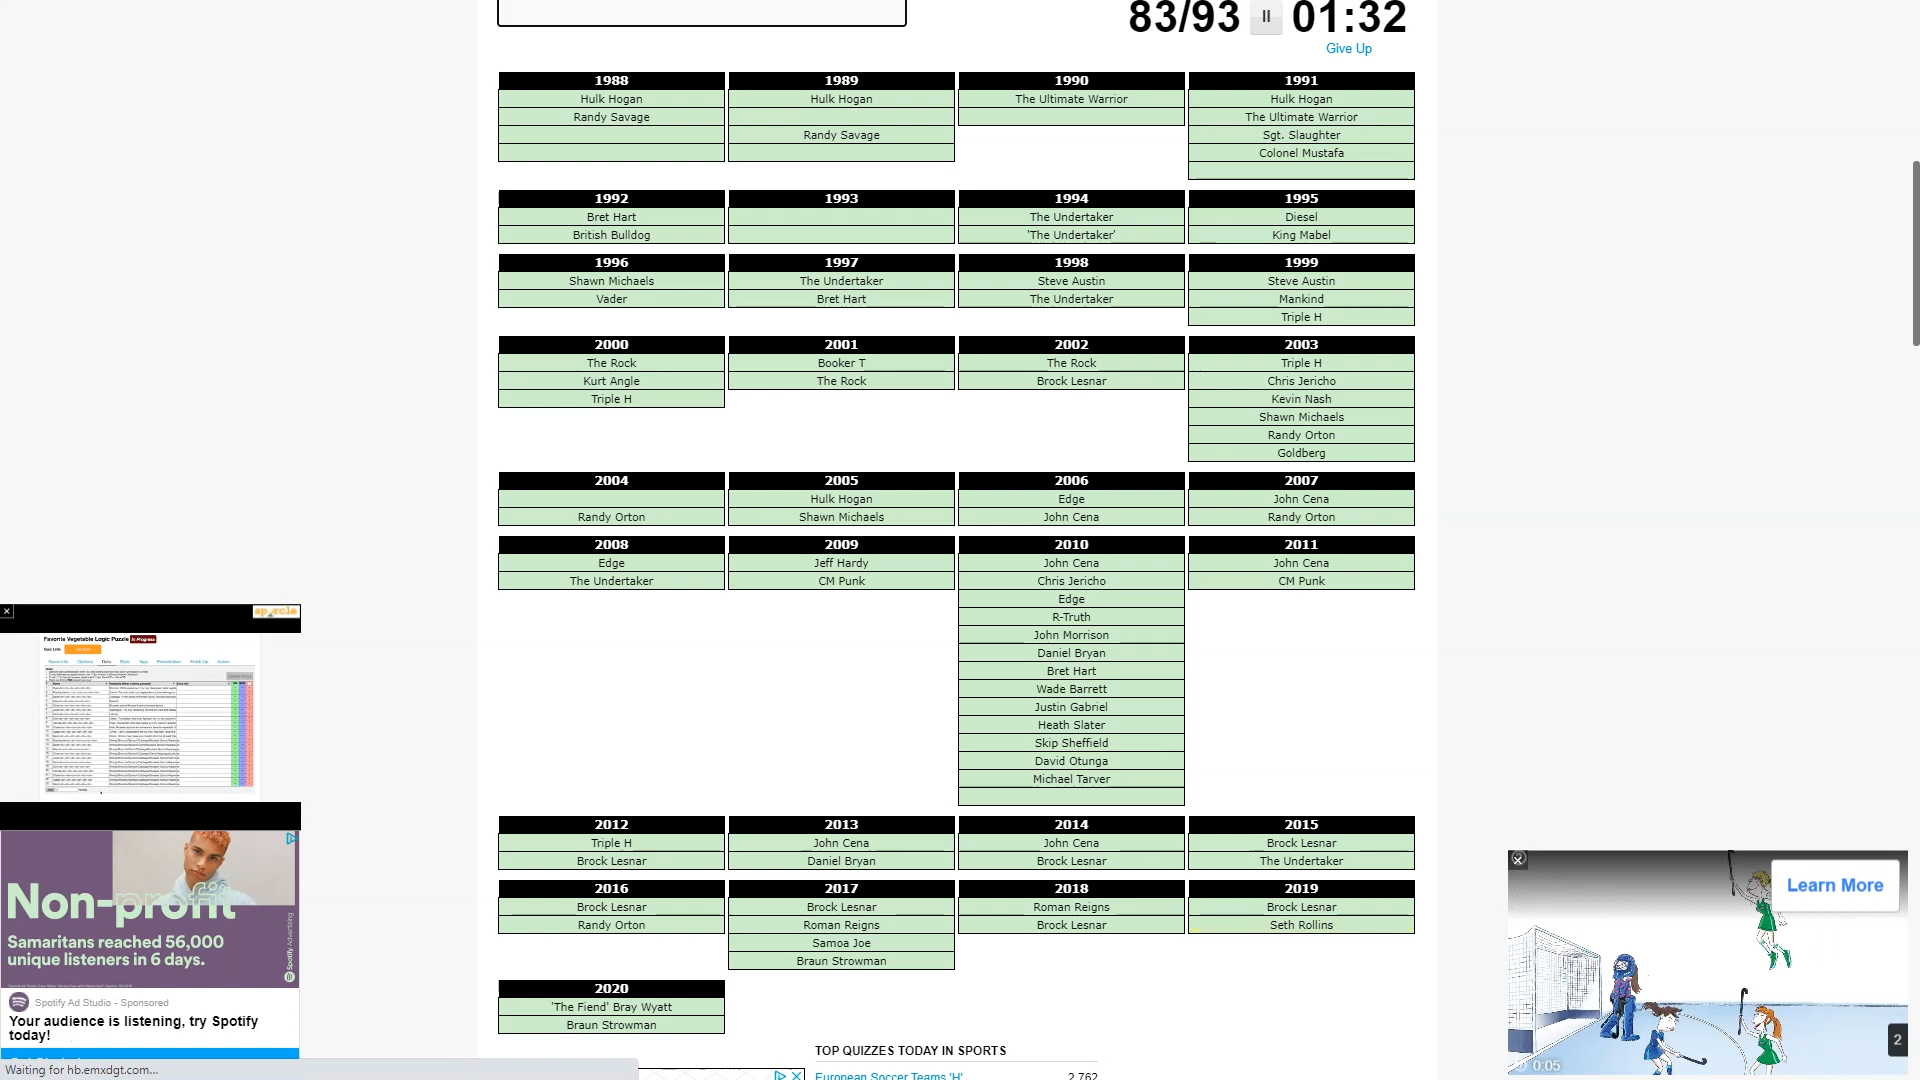 83/93 01:32
Give Up
1988 1989 1990 1991
Hulk Hogan Hulk Hogan The Ultimate Warrior Hulk Hogan
Randy Savage The Ultimate Warrior
Randy Savage Sgt. Slaughter
Colonel Mustafa
1992 1993 1994 1995
Bret Hart The Undertaker Diesel
British Bulldog 'The Undertaker' King Mabel
1996 1997 1998 1999
Shawn Michaels The Undertaker Steve Austin Steve Austin
Vader Bret Hart The Undertaker Mankind
Triple H
2000 2001 2002 2003
The Rock Booker T The Rock Triple H
Kurt Angle The Rock Brock Lesnar Chris Jericho
Triple H Kevin Nash
Shawn Michaels
Randy Orton
Goldberg
2004 2005 2006 2007
Hulk Hogan Edge John Cena
Randy Orton Shawn Michaels John Cena Randy Orton
2008 2009 2010 2011
Edge Jeff Hardy John Cena John Cena
The Undertaker CM Punk Chris Jericho CM Punk
Edge
R-Truth
John Morrison
Daniel Bryan
Bret Hart
Wade Barrett
Justin Gabriel
Heath Slater
Skip Sheffield
David Otunga
Michael Tarver
2012 2013 2014 2015
Triple H John Cena John Cena Brock Lesnar
Brock Lesnar Daniel Bryan Brock Lesnar The Undertaker
2016 2017 2018 2019
Brock Lesnar Brock Lesnar Roman Reigns Brock Lesnar
Randy Orton Roman Reigns Brock Lesnar Seth Rollins
Samoa Joe
Braun Strowman
2020
'The Fiend' Bray Wyatt
Braun Strowman
TOP QUIZZES TODAY IN SPORTS
European Soccer Teams 'H' 2,762
sporcle
Favorite Vegetable Logic Puzzle In Progress
Non-profit
Samaritans reached 56,000
unique listeners in 6 days.
Spotify Advertising
Spotify Ad Studio - Sponsored
Your audience is listening, try Spotify
today!
Waiting for hb.emxdgt.com...
Learn More
2
0:05